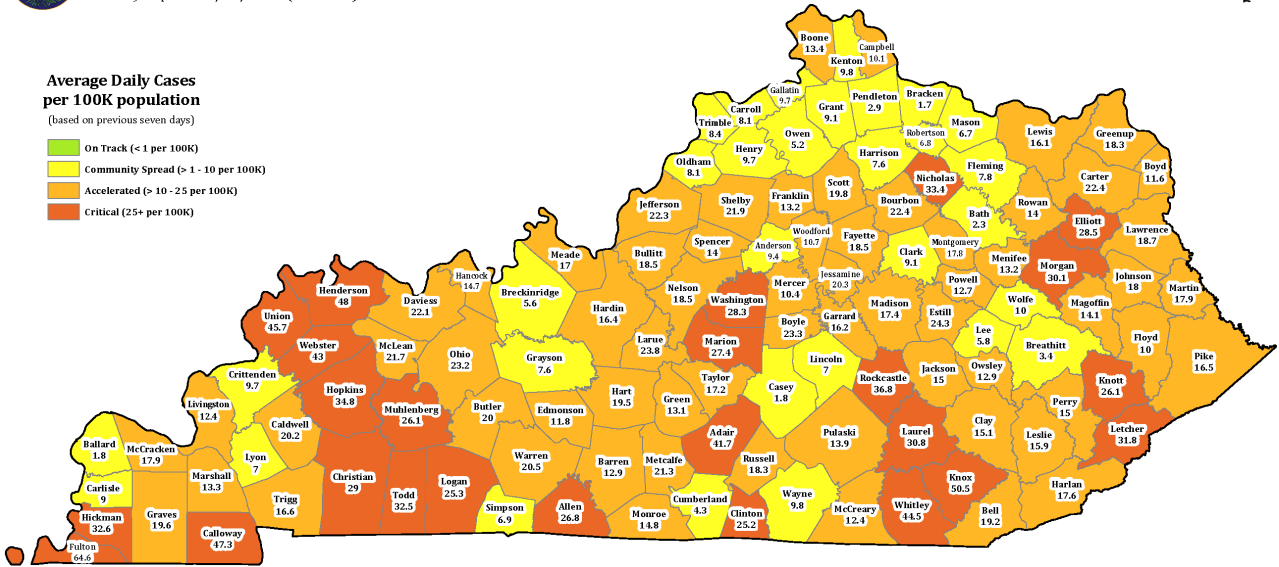 Average Daily Cases
per 100K population
(based on previous seven days)
On Track (< 1 per 100K)
Community Spread (> 1 - 10 per 100K)
Accelerated (> 10 - 25 per 100K)
Critical (25+ per 100K)
Boone
13.4
Kenton
9.8
Campbell
10.1
Gallatin
9.7
Carroll
8.1
Trimble
8.4
Grant
9.1
Pendleton
2.9
Bracken
1.7
Mason
6.7
Robertson
6.8
Owen
5.2
Henry
9.7
Oldham
8.1
Harrison
7.6
Lewis
16.1
Greenup
18.3
Boyd
11.6
Fleming
7.8
Nicholas
33.4
Carter
22.4
Scott
19.8
Franklin
13.2
Shelby
21.9
Jefferson
22.3
Bourbon
22.4
Bath
2.3
Rowan
14
Elliott
28.5
Lawrence
18.7
Woodford
10.7
Fayette
18.5
Spencer
14
Anderson
9.4
Clark
9.1
Montgomery
17.8
Menifee
13.2
Morgan
30.1
Johnson
18
Martin
17.9
Bullitt
18.5
Meade
17
Hancock
14.7
Breckinridge
5.6
Nelson
18.5
Washington
28.3
Mercer
10.4
Jessamine
20.3
Madison
17.4
Powell
12.7
Estill
24.3
Wolfe
10
Magoffin
14.1
Henderson
48
Daviess
22.1
Union
45.7
Hardin
16.4
Boyle
23.3
Garrard
16.2
Lee
5.8
Breathitt
3.4
Floyd
10
Pike
16.5
Webster
43
McLean
21.7
Ohio
23.2
Grayson
7.6
Larue
23.8
Marion
27.4
Lincoln
7
Rockcastle
36.8
Jackson
15
Owsley
12.9
Knott
26.1
Crittenden
9.7
Hopkins
34.8
Muhlenberg
26.1
Butler
20
Edmonson
11.8
Hart
19.5
Green
13.1
Taylor
17.2
Casey
1.8
Livingston
12.4
Caldwell
20.2
Adair
41.7
Pulaski
13.9
Laurel
30.8
Clay
15.1
Leslie
15.9
Perry
15
Letcher
31.8
Ballard
1.8
McCracken
17.9
Lyon
7
Warren
20.5
Barren
12.9
Metcalfe
21.3
Russell
18.3
Marshall
13.3
Christian
29
Todd
32.5
Logan
25.3
Trigg
16.6
Knox
50.5
Harlan
17.6
Carlisle
9
Simpson
6.9
Allen
26.8
Monroe
14.8
Cumberland
4.3
Clinton
25.2
Wayne
9.8
McCreary
12.4
Whitley
44.5
Bell
19.2
Hickman
32.6
Graves
19.6
Calloway
47.3
Fulton
64.6